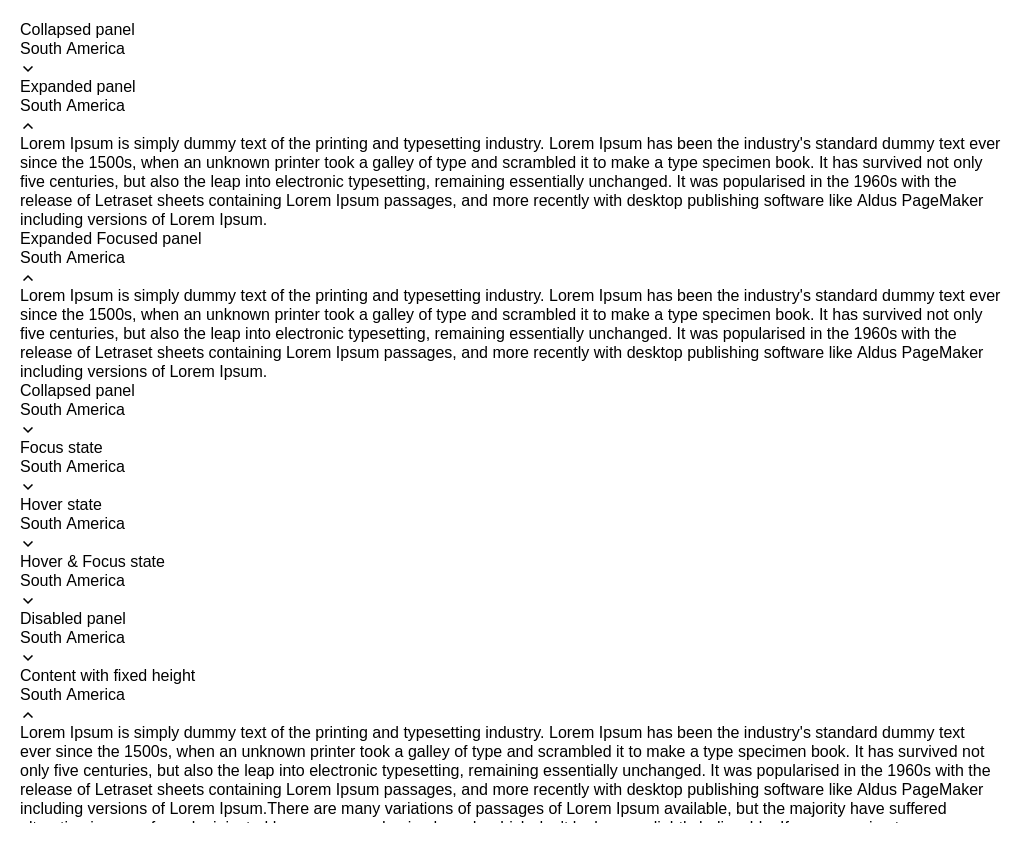 Collapsed panel
South America
Expanded panel
South America
Lorem Ipsum is simply dummy text of the printing and typesetting industry. Lorem Ipsum has been the industry's standard dummy text ever
since the 1500s, when an unknown printer took a galley of type and scrambled it to make a type specimen book. It has survived not only
five centuries, but also the leap into electronic typesetting, remaining essentially unchanged. It was popularised in the 1960s with the
release of Letraset sheets containing Lorem Ipsum passages, and more recently with desktop publishing software like Aldus PageMaker
including versions of Lorem Ipsum.
Expanded Focused panel
South America
Lorem Ipsum is simply dummy text of the printing and typesetting industry. Lorem Ipsum has been the industry's standard dummy text ever
since the 1500s, when an unknown printer took a galley of type and scrambled it to make a type specimen book. It has survived not only
five centuries, but also the leap into electronic typesetting, remaining essentially unchanged. It was popularised in the 1960s with the
release of Letraset sheets containing Lorem Ipsum passages, and more recently with desktop publishing software like Aldus PageMaker
including versions of Lorem Ipsum.
Collapsed panel
South America
Focus state
South America
Hover state
South America
Hover & Focus state
South America
Disabled panel
South America
Content with fixed height
South America
Lorem Ipsum is simply dummy text of the printing and typesetting industry. Lorem Ipsum has been the industry's standard dummy text
ever since the 1500s, when an unknown printer took a galley of type and scrambled it to make a type specimen book. It has survived not
only five centuries, but also the leap into electronic typesetting, remaining essentially unchanged. It was popularised in the 1960s with the
release of Letraset sheets containing Lorem Ipsum passages, and more recently with desktop publishing software like Aldus PageMaker
including versions of Lorem Ipsum.There are many variations of passages of Lorem Ipsum available, but the majority have suffered